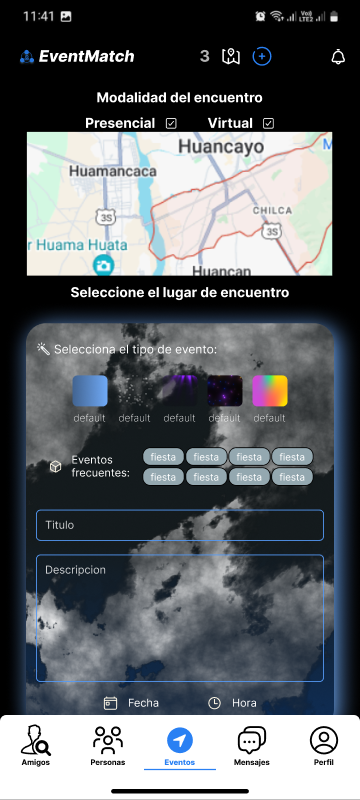 11:41
Vo))
LTE2
EventMatch
3
Modalidad del encuentro
Presencial
Virtual
Huancayo
M
Huamancaca
3S
CHILCA
3S
r Huama Huata
Huancan
Seleccione el lugar de encuentro
Selecciona el tipo de evento:
default default default default default
Eventos
frecuentes:
fiesta fiesta fiesta fiesta
fiesta fiesta fiesta fiesta
Titulo
Descripcion
Fecha
Hora
Amigos Personas Eventos Mensajes Perfil